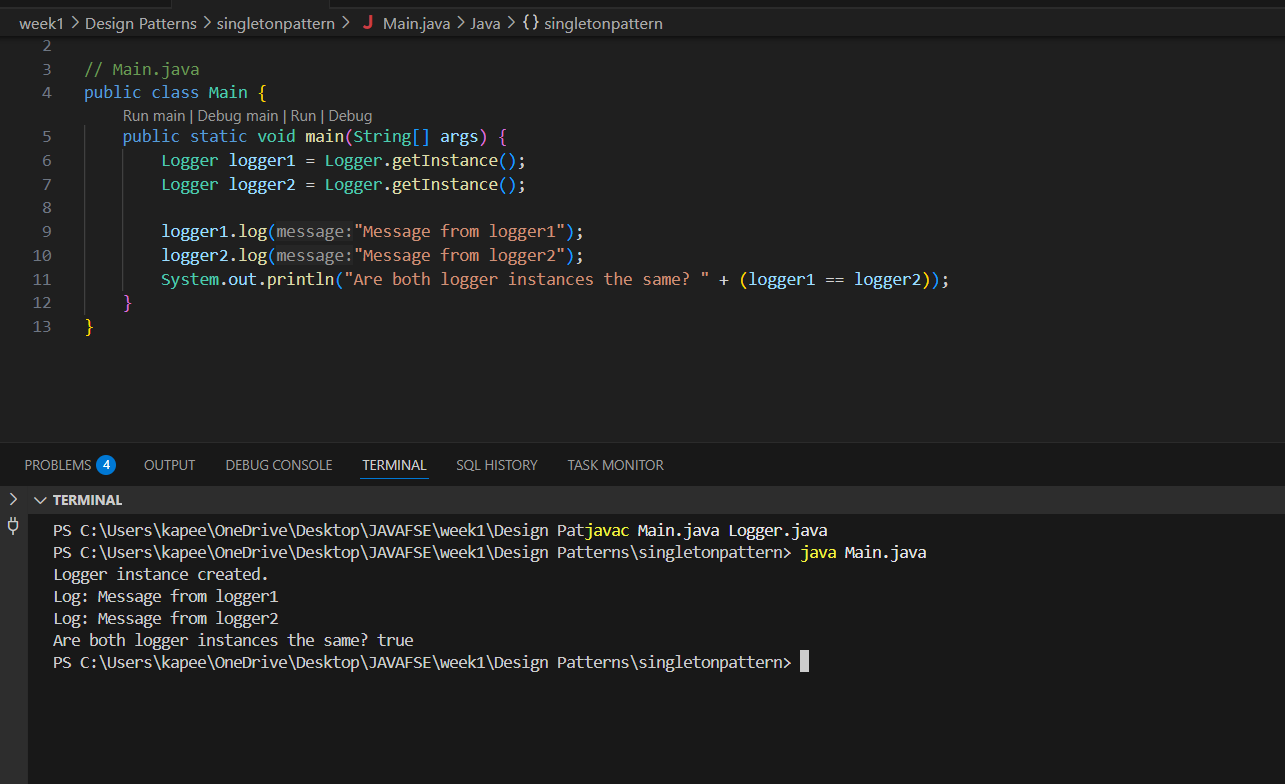 week1 > Design Patterns > singletonpattern > J Main.java > Java > {} singletonpattern
2
3 // Main.java
4 public class Main {
Run main | Debug main | Run | Debug
5 public static void main(String[] args) {
6 Logger logger1 = Logger.getInstance();
7 Logger logger2 = Logger.getInstance();
8
9 logger1.log(message:"Message from logger1");
10 logger2.log(message:"Message from logger2");
11 System.out.println("Are both logger instances the same? " + (logger1 == logger2));
12 }
13 }
PROBLEMS 4 OUTPUT DEBUG CONSOLE TERMINAL SQL HISTORY TASK MONITOR
TERMINAL
PS C:\Users\kapee\OneDrive\Desktop\JAVAFSE\week1\Design Patjavac Main.java Logger.java
PS C:\Users\kapee\OneDrive\Desktop\JAVAFSE\week1\Design Patterns\singletonpattern> java Main.java
Logger instance created.
Log: Message from logger1
Log: Message from logger2
Are both logger instances the same? true
PS C:\Users\kapee\OneDrive\Desktop\JAVAFSE\week1\Design Patterns\singletonpattern>